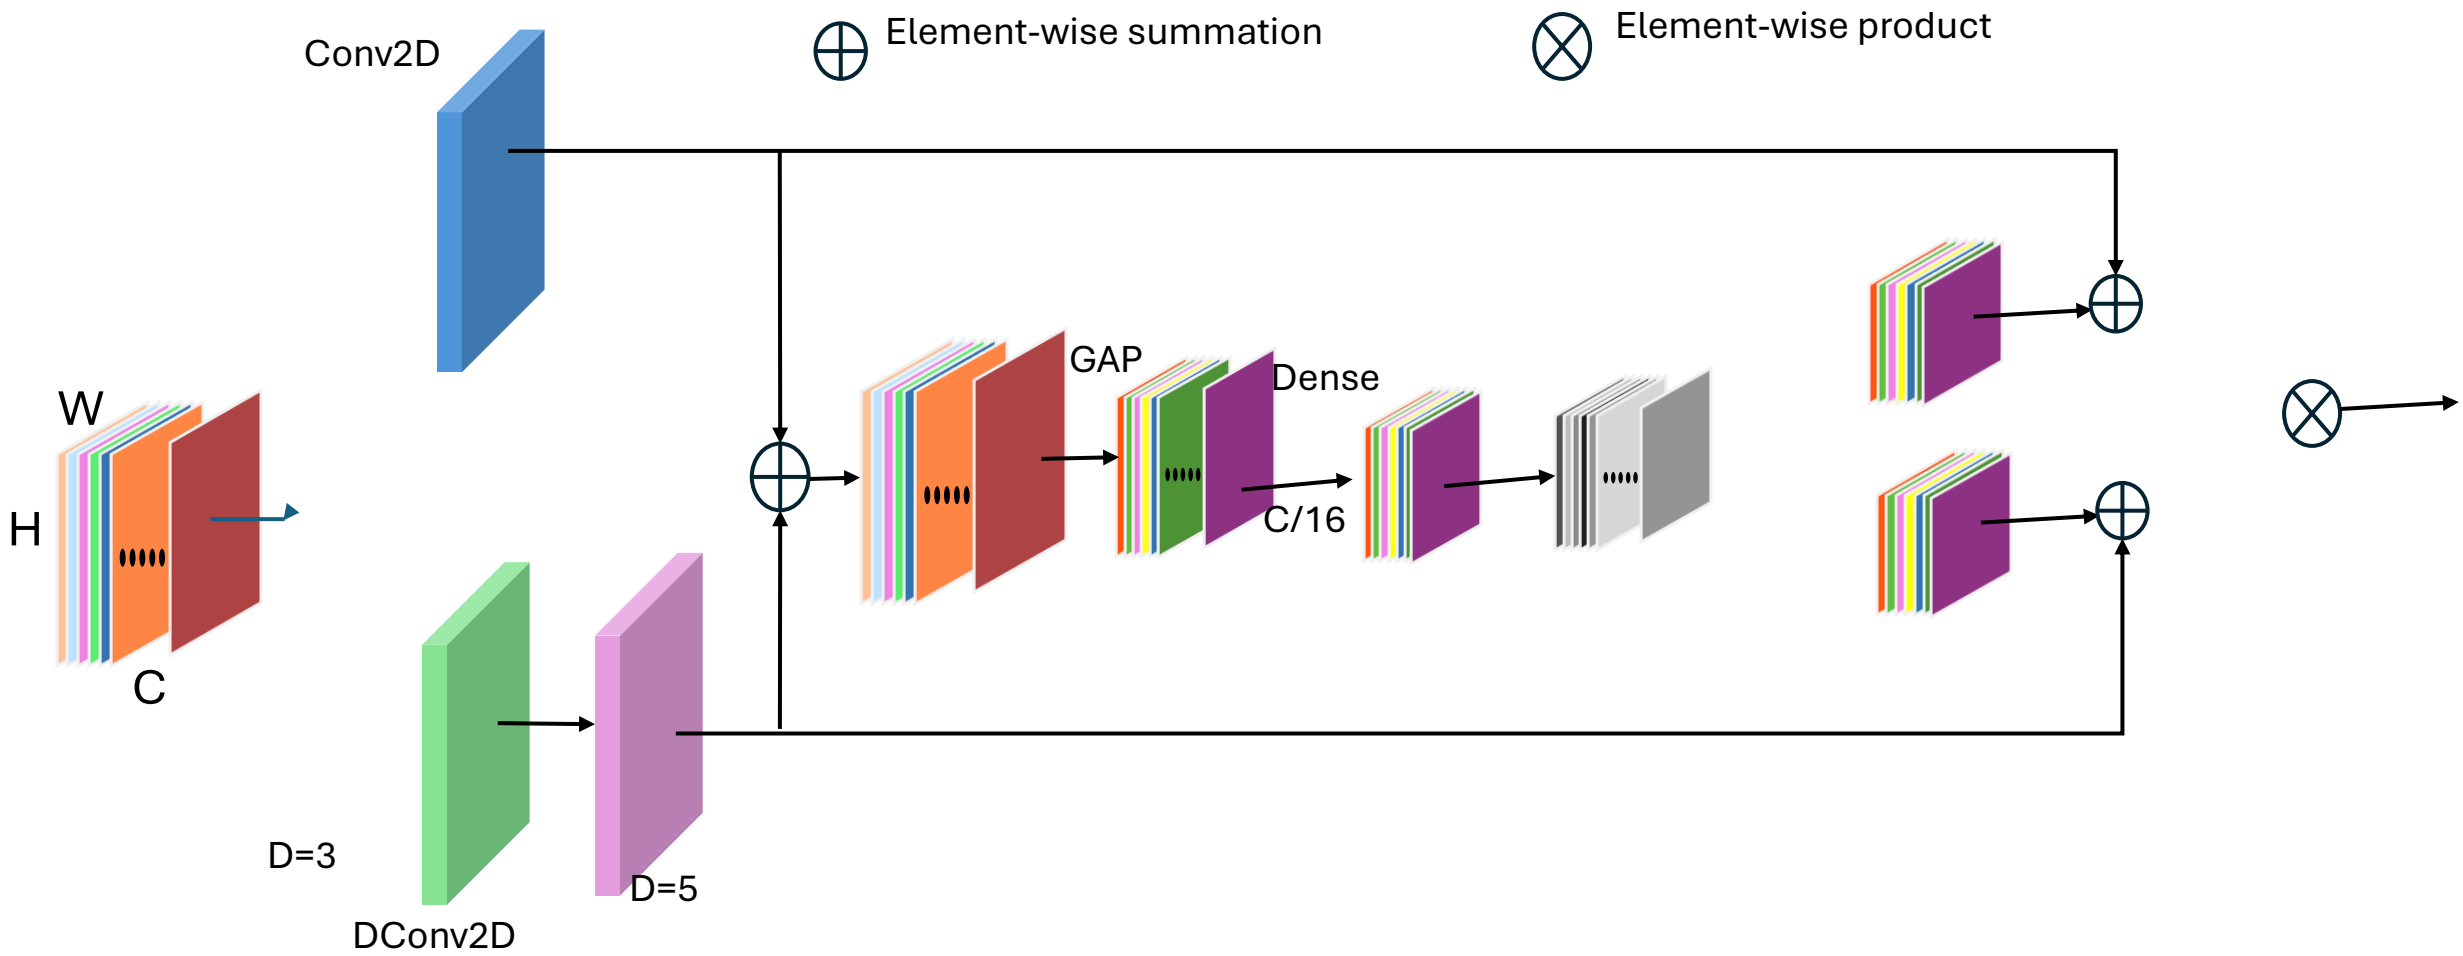 Conv2D
Element-wise summation
Element-wise product
W
H
C
GAP
Dense
C/16
D=3
D=5
DConv2D